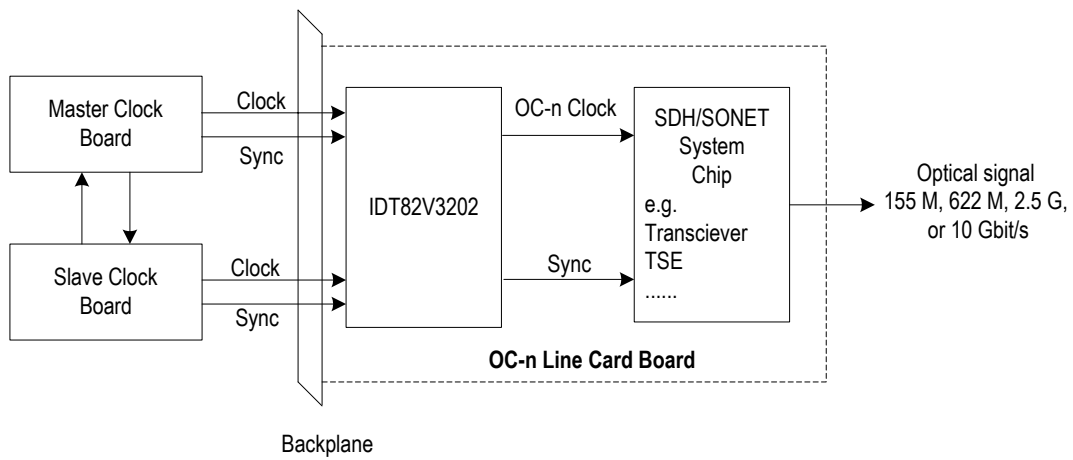 Master Clock
Board
Clock
Sync
Slave Clock
Board
Clock
Sync
Backplane
IDT82V3202
OC-n Clock
Sync
SDH/SONET
System
Chip
e.g.
Transciever
TSE
......
OC-n Line Card Board
Optical signal
155 M, 622 M, 2.5 G,
or 10 Gbit/s